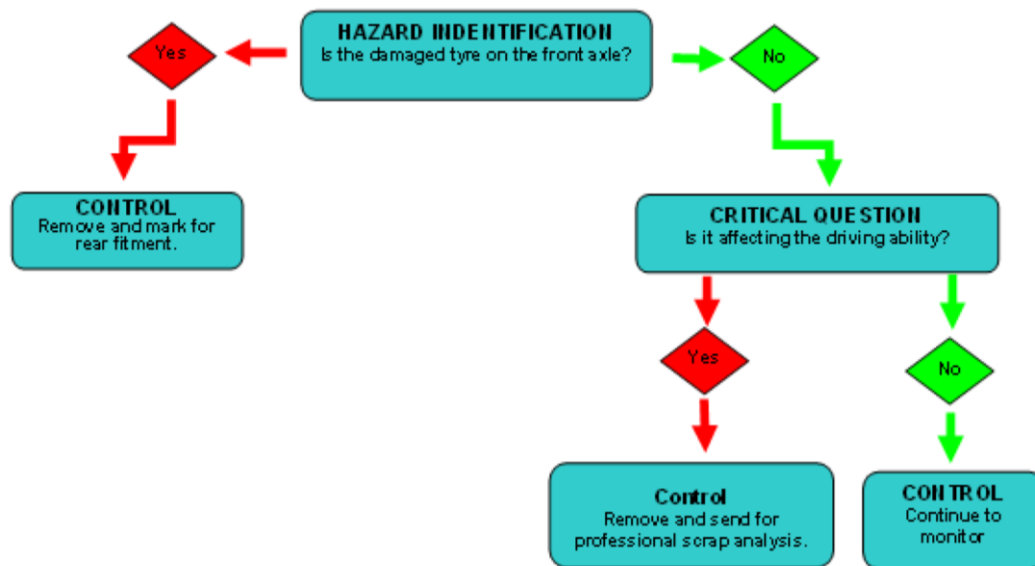 HAZARD INDENTIFICATION
Is the damaged tyre on the front axle?
Yes
No
CONTROL
Remove and mark for
rear fitment.
CRITICAL QUESTION
Is it affecting the driving ability?
Yes
No
Control
Remove and send for
professional scrap analysis.
CONTROL
Continue to
monitor